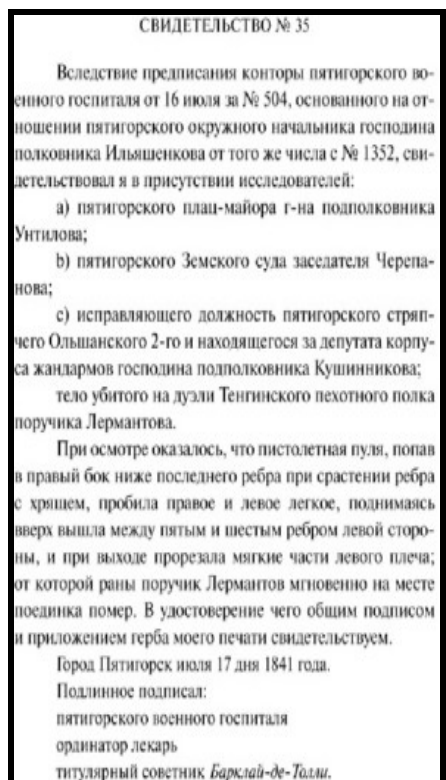 СВИДЕТЕЛЬСТВО № 35
Вследствие предписания конторы пятигорского во-
енного госпиталя от 16 июля за № 504, основанного на от-
ношении пятигорского окружного начальника господина
полковника Ильяшенкова от того же числа с № 1352, сви-
детельствовал я в присутствии исследователей:
a) пятигорского плац-майора г-на подполковника
Унтилова;
b) пятигорского Земского суда заседателя Черепа-
нова;
c) исправляющего должность пятигорского стряп-
чего Ольшанского 2-го и находящегося за депутата корпу-
са жандармов господина подполковника Кушинникова;
тело убитого на дуэли Тенгинского пехотного полка
поручика Лермантова.
При осмотре оказалось, что пистолетная пуля, попав
в правый бок ниже последнего ребра при срастении ребра
с хрящем, пробила правое и левое легкое, поднимаясь
вверх вышла между пятым и шестым ребром левой сторо-
ны, и при выходе прорезала мягкие части левого плеча;
от которой раны поручик Лермантов мгновенно на месте
поединка помер. В удостоверение чего общим подписом
и приложением герба моего печати свидетельствуем.
Город Пятигорск июля 17 дня 1841 года.
Подлинное подписал:
пятигорского военного госпиталя
ординатор лекарь
титулярный советник Барклай-де-Толли.